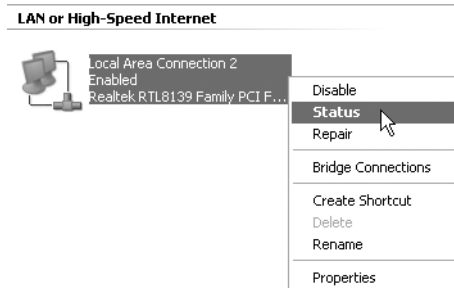 LAN or High-Speed Internet
Local Area Connection 2
Enabled
Realtek RTL8139 Family PCI F...
Disable
Status
Repair
Bridge Connections
Create Shortcut
Delete
Rename
Properties